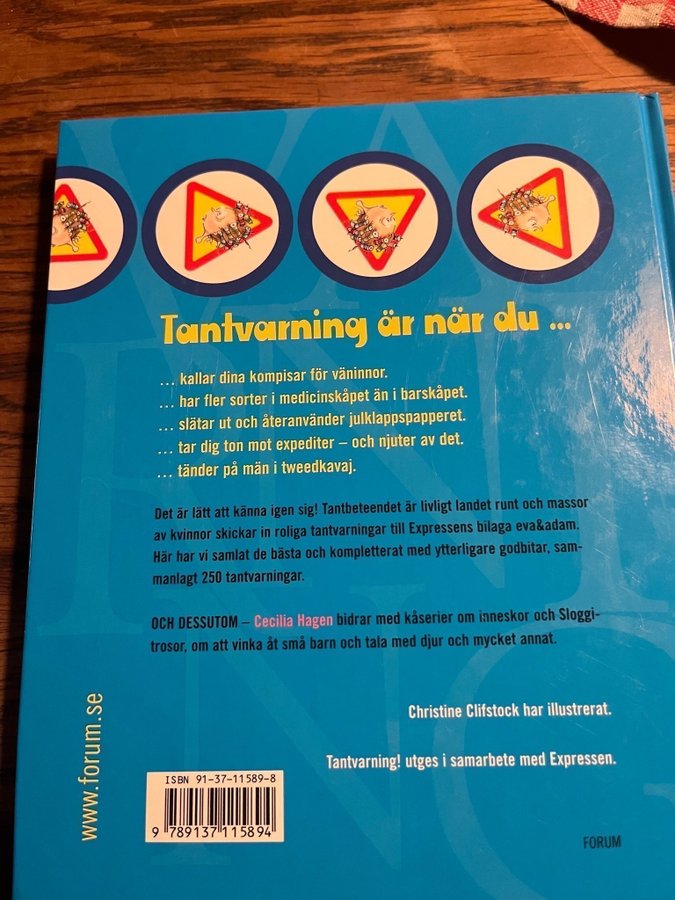 Tantvarning är när du ...
... kallar dina kompisar för väninnor.
... har fler sorter i medicinskåpet än i barskåpet.
... slätar ut och återanvänder julklappspapperet.
... tar dig ton mot expediter – och njuter av det.
... tänder på män i tweedkavaj.
Det är lätt att känna igen sig! Tantbeteendet är livligt landet runt och massor
av kvinnor skickar in roliga tantvarningar till Expressens bilaga eva&adam.
Här har vi samlat de bästa och kompletterat med ytterligare godbitar, sam-
manlagt 250 tantvarningar.
OCH DESSUTOM – Cecilia Hagen bidrar med kåserier om inneskor och Sloggi-
trosor, om att vinka åt små barn och tala med djur och mycket annat.
Christine Clifstock har illustrerat.
Tantvarning! utges i samarbete med Expressen.
www.forum.se
ISBN 91-37-11589-8
9 789137 115894
FORUM